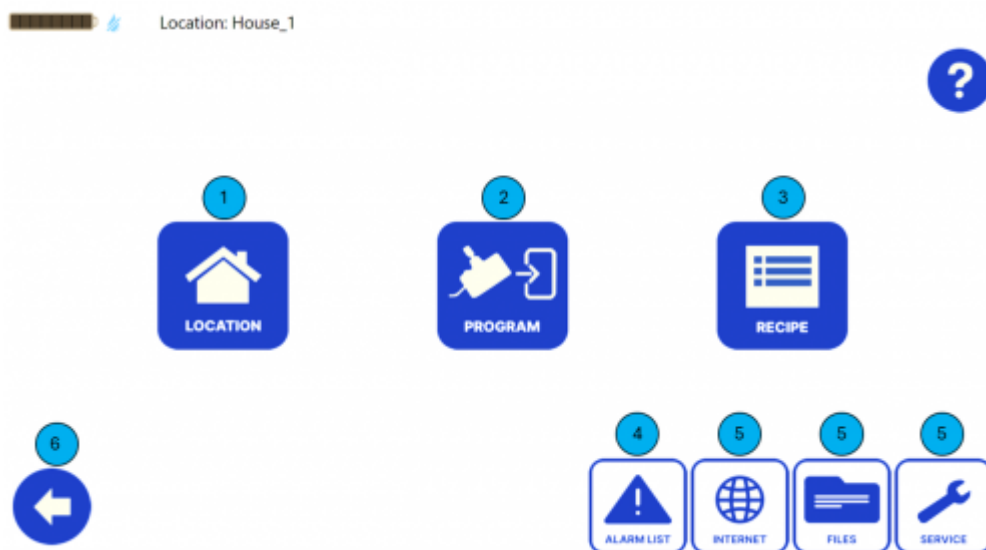 Location: House_1
?
1 2 3
LOCATION PROGRAM RECIPE
6 4 5 5 5
ALARM LIST INTERNET FILES SERVICE